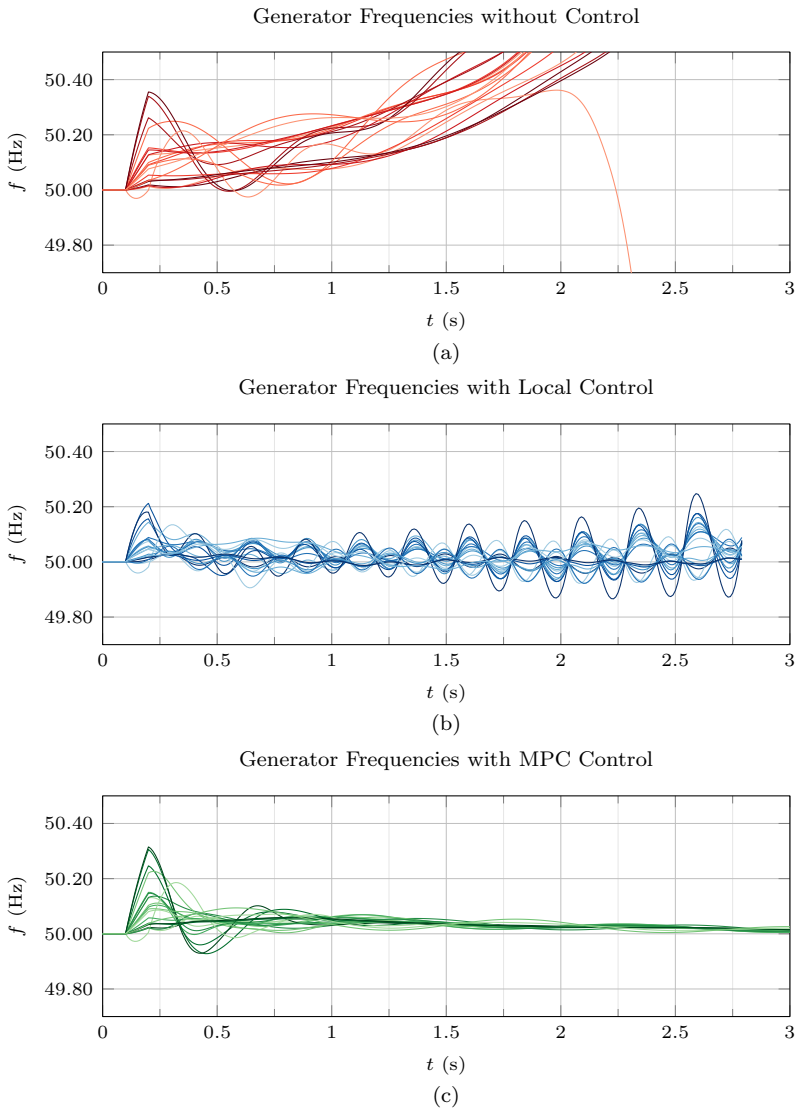 Generator Frequencies without Control
50.40
50.20
50.00
49.80
f (Hz)
0 0.5 1 1.5 2 2.5 3
t (s)
(a)
Generator Frequencies with Local Control
50.40
50.20
50.00
49.80
f (Hz)
0 0.5 1 1.5 2 2.5 3
t (s)
(b)
Generator Frequencies with MPC Control
50.40
50.20
50.00
49.80
f (Hz)
0 0.5 1 1.5 2 2.5 3
t (s)
(c)